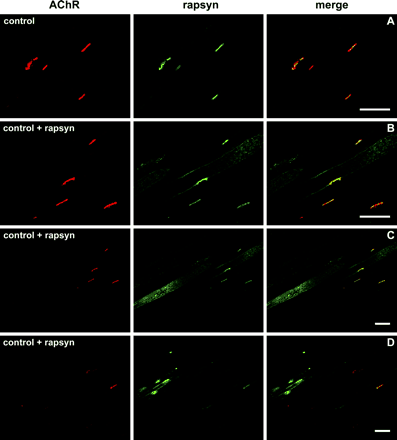 AChR rapsyn merge
control A
control + rapsyn B
control + rapsyn C
control + rapsyn D